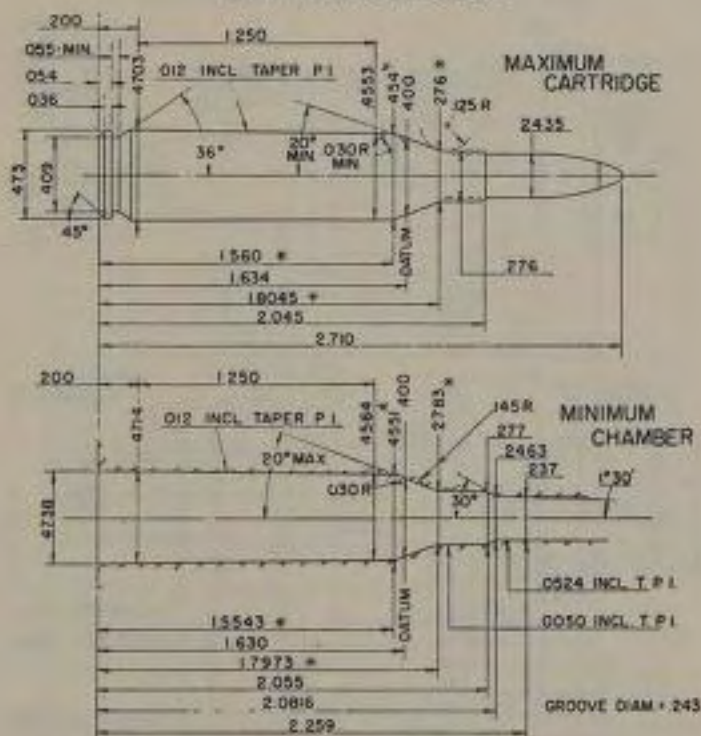 200
1.250
.055 MIN.
.054
.036
.4703
.012 INCL TAPER P. I.
.4553
.454*
.400
.276*
MAXIMUM
CARTRIDGE
.125 R
.2435
.473
.409
36°
20°
MIN.
.030R
MIN
45°
1.560 *
1.634
DATUM
.276
1.8045 *
2.045
2.710
.200
1.250
.4714
.012 INCL TAPER P. I.
20° MAX
.4564
.4551
.400
.2783*
.145 R
MINIMUM
CHAMBER
.277
.2463
.237
1°30'
.4738
.030R
30°
.0524 INCL. T. P. I.
.0050 INCL. T. P. I.
1.5543 *
DATUM
1.630
1.7973 *
2.055
2.0816
GROOVE DIAM. = .243
2.259